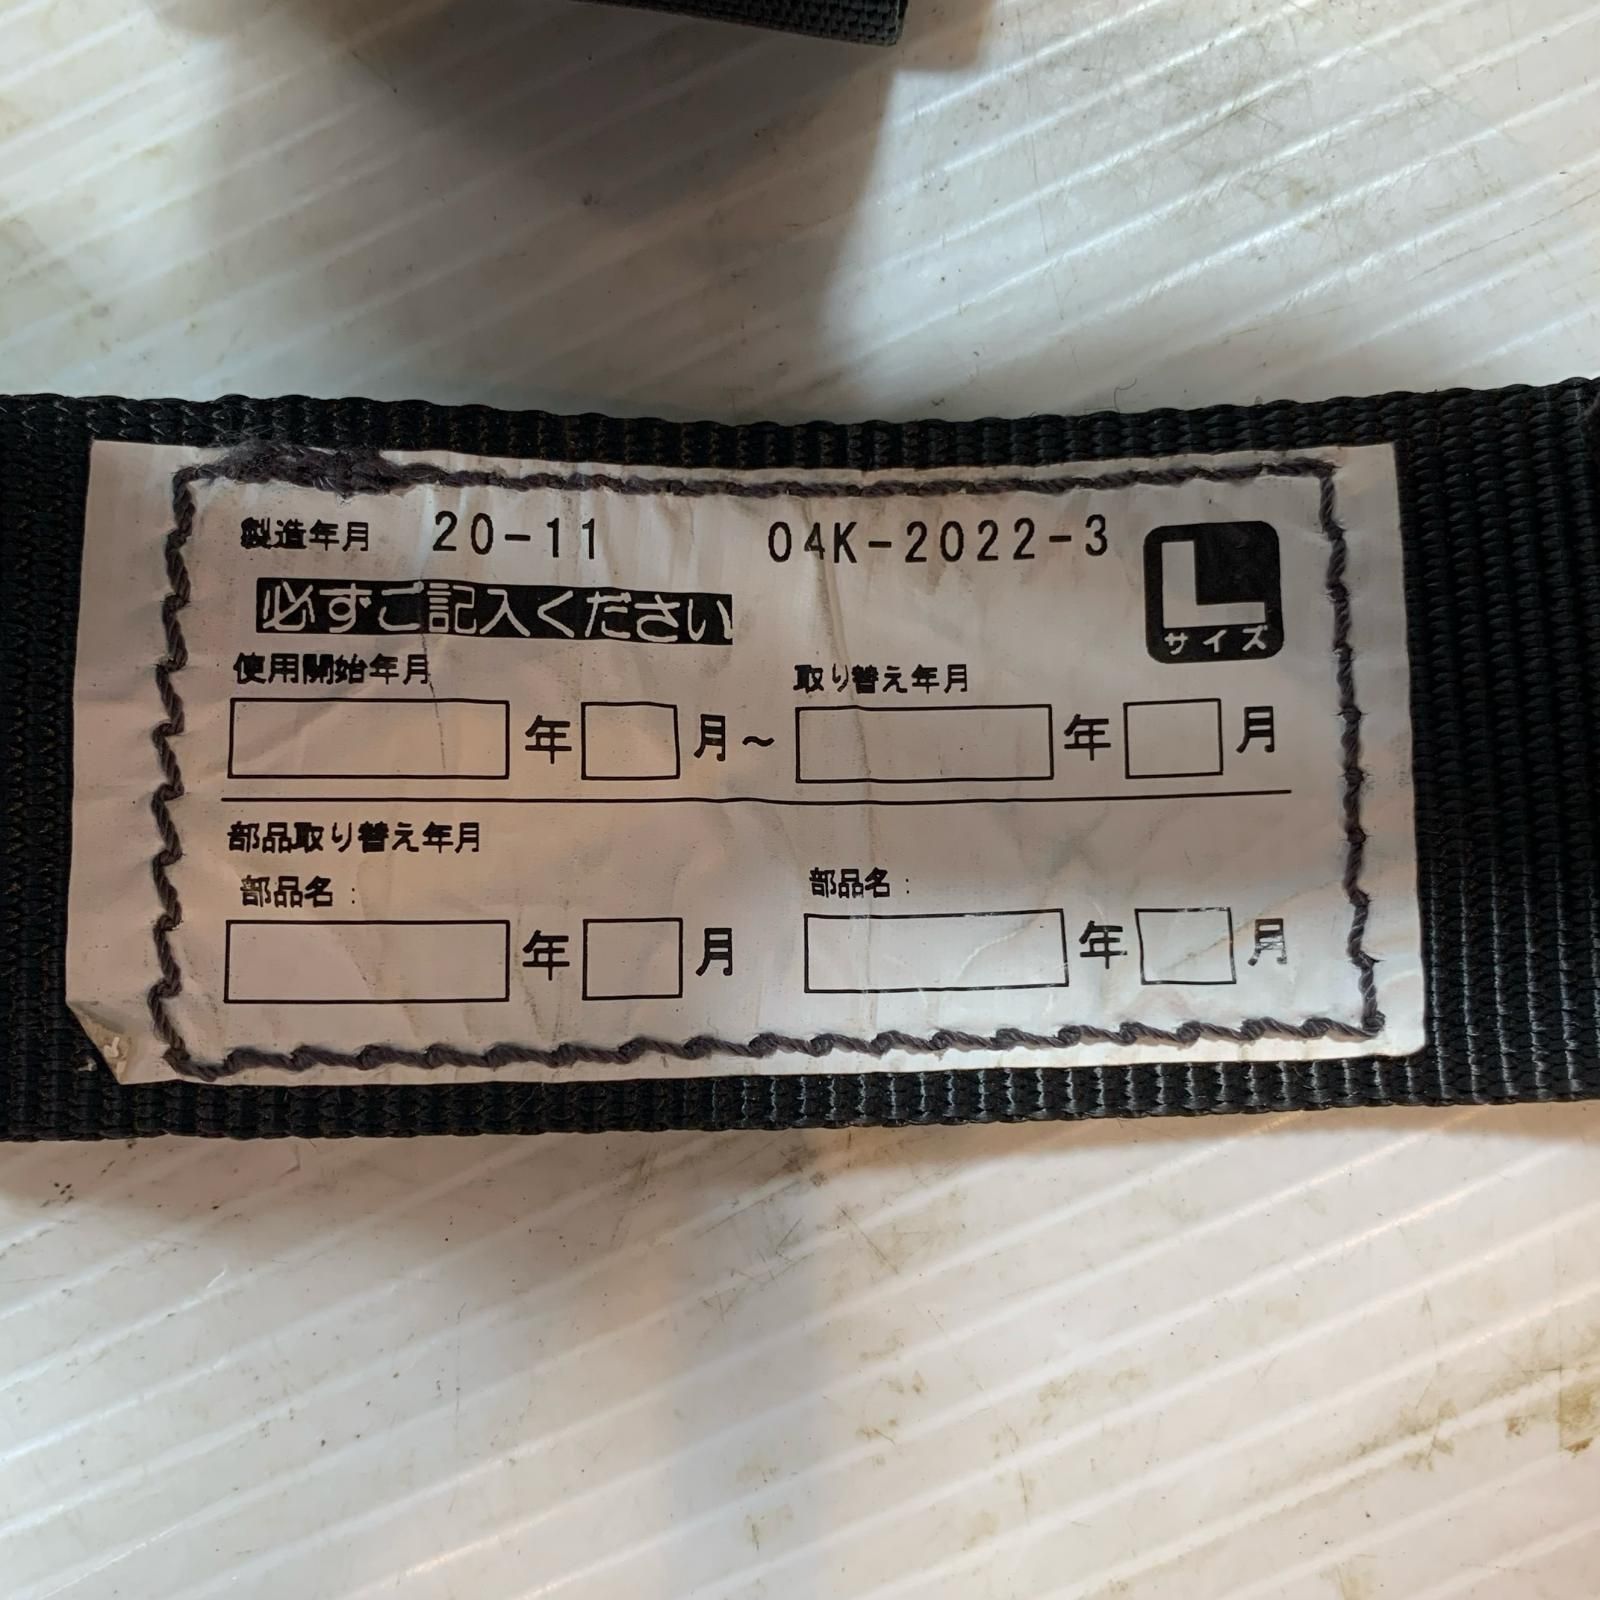 製造年月 20-11 04K-2022-3
L
サイズ
必ずご記入ください
使用開始年月 取り替え年月
年 月～ 年 月
部品取り替え年月
部品名： 部品名：
年 月 年 月